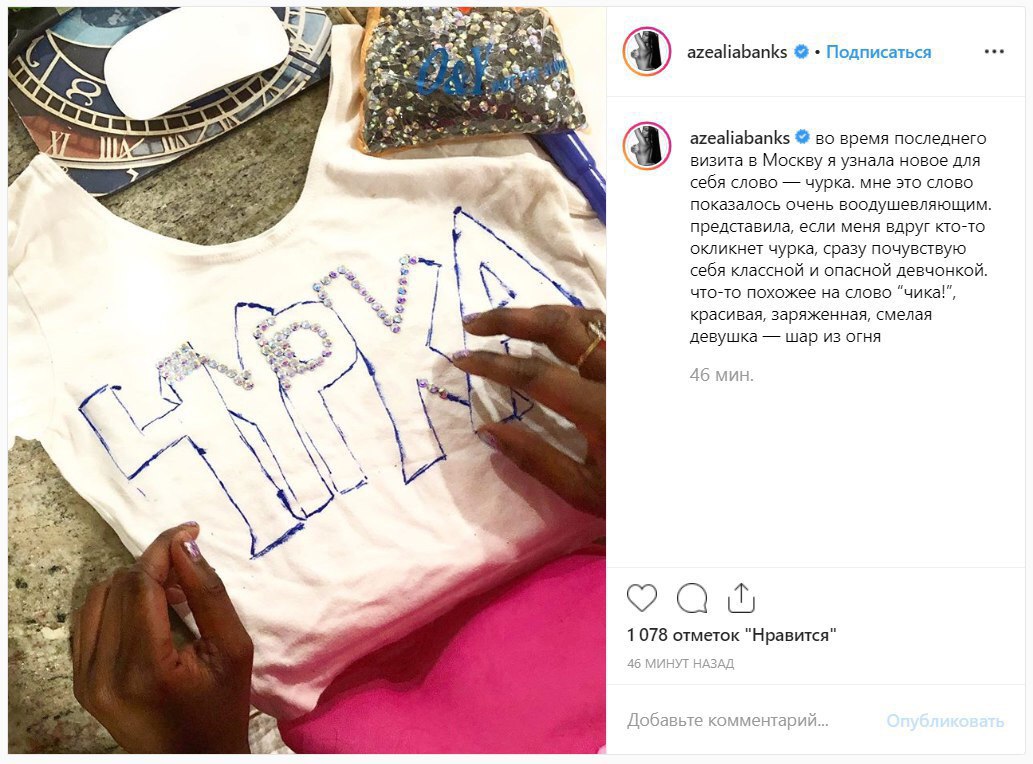 azealiabanks • Подписаться
azealiabanks во время последнего
визита в Москву я узнала новое для
себя слово — чурка. мне это слово
показалось очень воодушевляющим.
представила, если меня вдруг кто-то
окликнет чурка, сразу почувствую
себя классной и опасной девчонкой.
что-то похожее на слово “чика!”,
красивая, заряженная, смелая
девушка — шар из огня
46 мин.
1 078 отметок "Нравится"
46 МИНУТ НАЗАД
Добавьте комментарий...
Опубликовать
XI XII I
O&Y
ЧУРКА